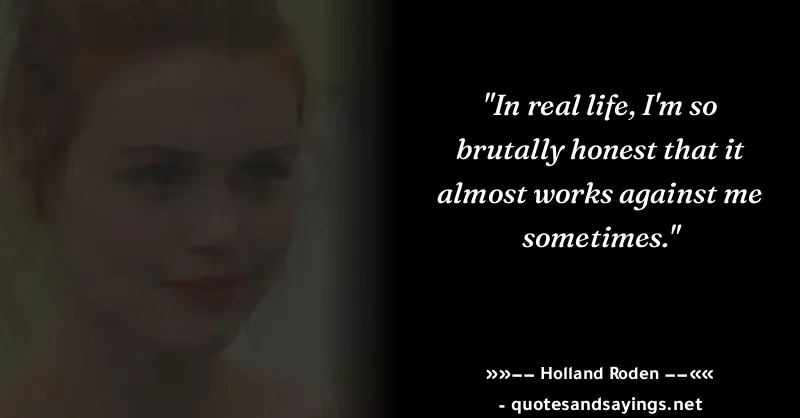 "In real life, I'm so
brutally honest that it
almost works against me
sometimes."
»»−− Holland Roden −−««
- quotesandsayings.net